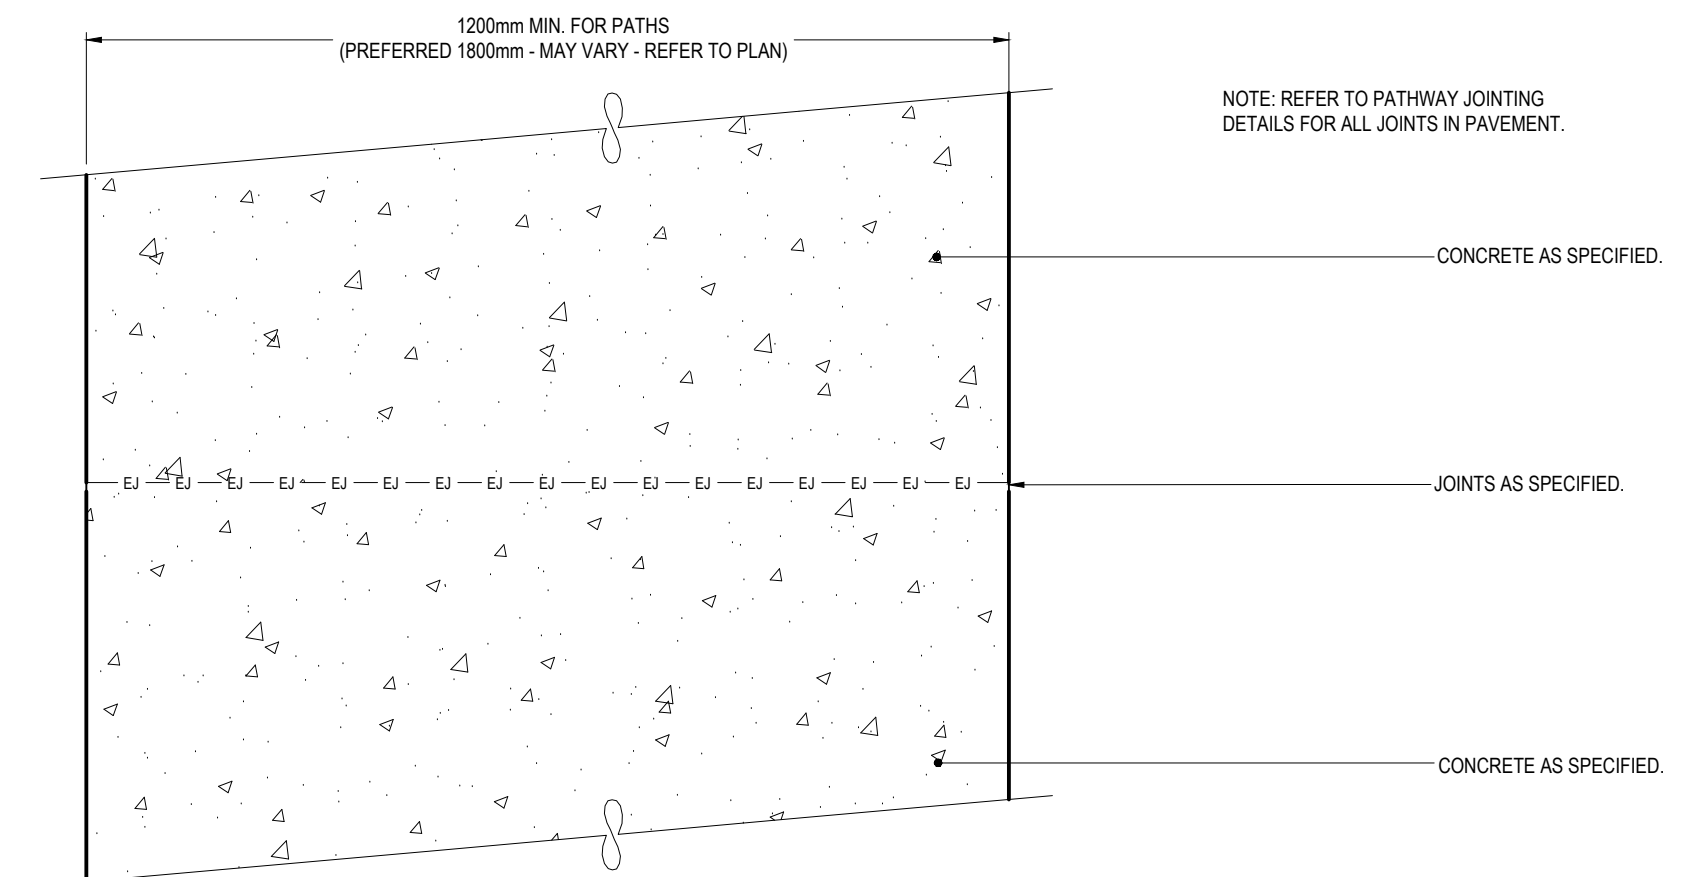 1200mm MIN. FOR PATHS
(PREFERRED 1800mm - MAY VARY - REFER TO PLAN)
NOTE: REFER TO PATHWAY JOINTING
DETAILS FOR ALL JOINTS IN PAVEMENT.
CONCRETE AS SPECIFIED.
EJ EJ EJ EJ EJ EJ EJ EJ EJ EJ EJ EJ EJ EJ EJ EJ EJ
JOINTS AS SPECIFIED.
CONCRETE AS SPECIFIED.